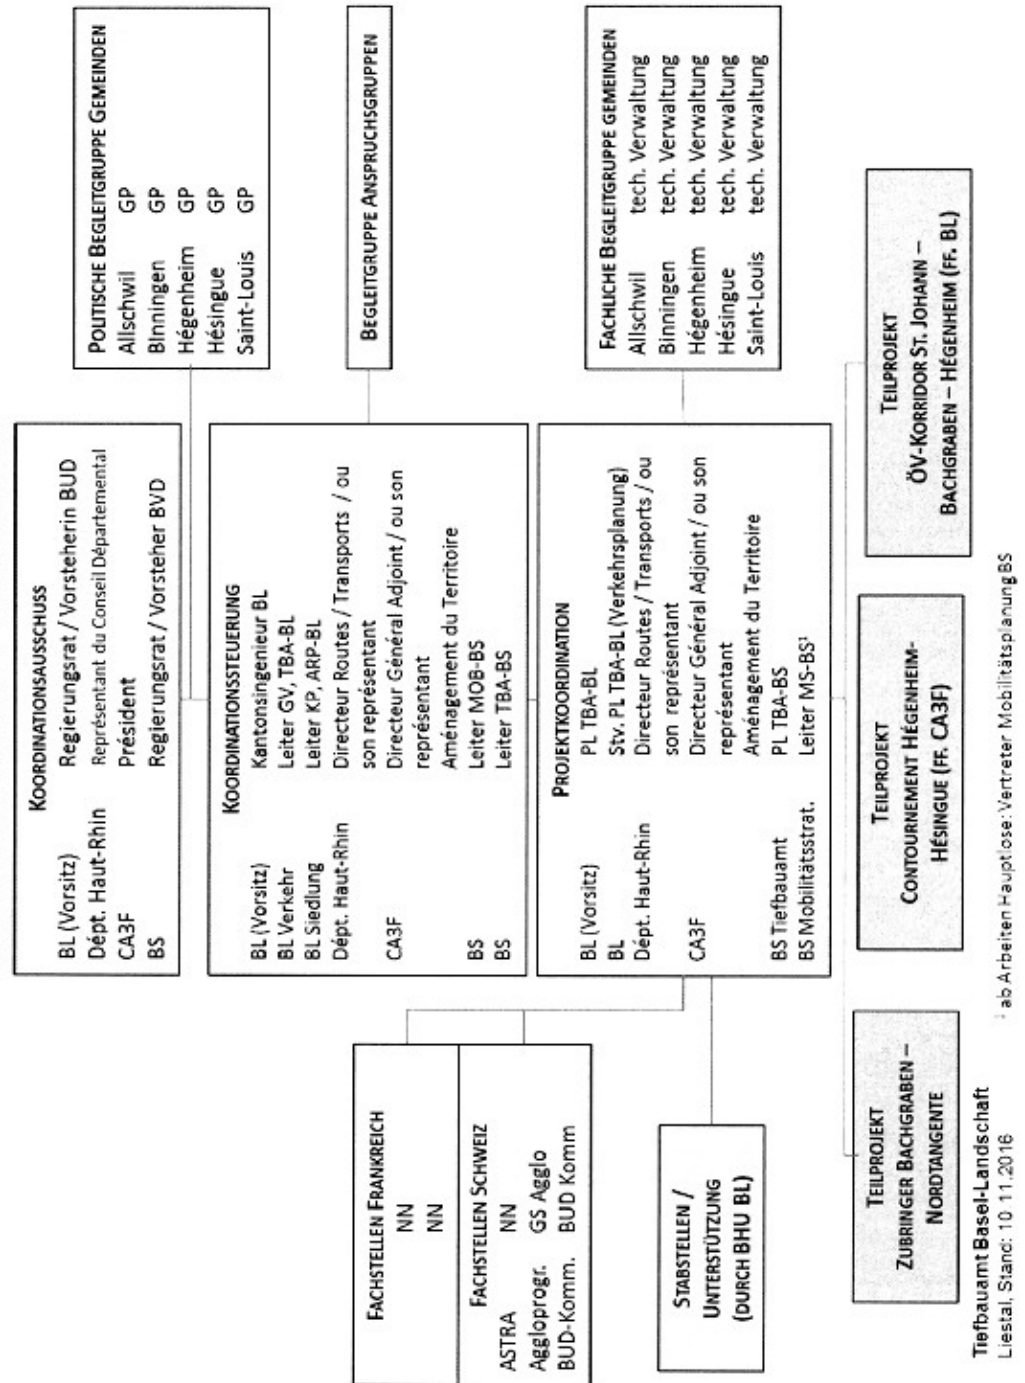 KOORDINATIONSAUSSCHUSS
BL (Vorsitz) Regierungsrat / Vorsteherin BUD
Dépt. Haut-Rhin Représentant du Conseil Départemental
CA3F Président
BS Regierungsrat / Vorsteher BVD
POLITISCHE BEGLEITGRUPPE GEMEINDEN
Allschwil GP
Binningen GP
Hégenheim GP
Hésingue GP
Saint-Louis GP
KOORDINATIONSSTEUERUNG
BL (Vorsitz) Kantonsingenieur BL
BL Verkehr Leiter GV, TBA-BL
BL Siedlung Leiter KP, ARP-BL
Dépt. Haut-Rhin Directeur Routes / Transports / ou
son représentant
CA3F Directeur Général Adjoint / ou son
représentant
Aménagement du Territoire
BS Leiter MOB-BS
BS Leiter TBA-BS
BEGLEITGRUPPE ANSPRUCHSGRUPPEN
FACHSTELLEN FRANKREICH
NN
NN
FACHSTELLEN SCHWEIZ
ASTRA NN
Aggloprogr. GS Agglo
BUD-Komm. BUD Komm
PROJEKTKOORDINATION
BL (Vorsitz) PL TBA-BL
BL Stv. PL TBA-BL (Verkehrsplanung)
Dépt. Haut-Rhin Directeur Routes / Transports / ou
son représentant
CA3F Directeur Général Adjoint / ou son
représentant
Aménagement du Territoire
BS Tiefbauamt PL TBA-BS
BS Mobilitätsstrat. Leiter MS-BS¹
FACHLICHE BEGLEITGRUPPE GEMEINDEN
Allschwil tech. Verwaltung
Binningen tech. Verwaltung
Hégenheim tech. Verwaltung
Hésingue tech. Verwaltung
Saint-Louis tech. Verwaltung
STABSTELLEN /
UNTERSTÜTZUNG
(DURCH BHU BL)
TEILPROJEKT
ZUBRINGER BACHGRABEN –
NORDTANGENTE
TEILPROJEKT
CONTOURNEMENT HÉGENHEIM-
HÉSINGUE (FF. CA3F)
TEILPROJEKT
ÖV-KORRIDOR ST. JOHANN –
BACHGRABEN – HÉGENHEIM (FF. BL)
Tiefbauamt Basel-Landschaft
Liestal, Stand: 10 11.2016
¹ ab Arbeiten Hauptlose: Vertreter Mobilitätsplanung BS